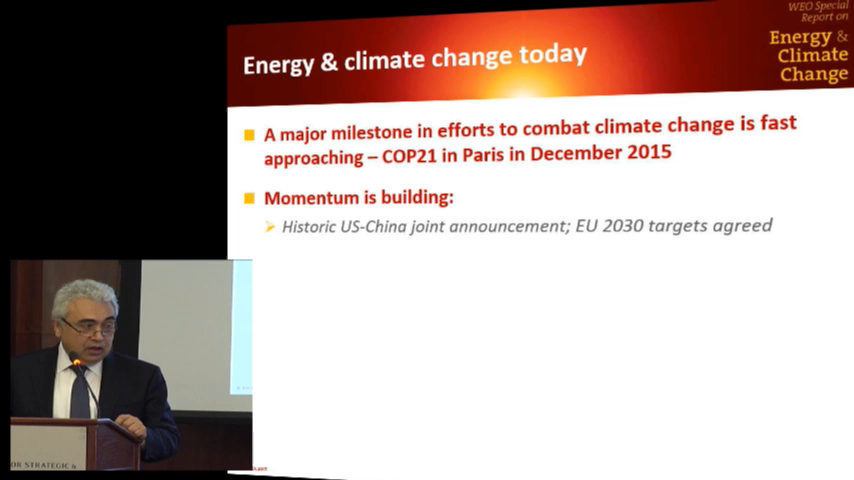 WEO Special
Report on
Energy &
Climate
Change
Energy & climate change today
A major milestone in efforts to combat climate change is fast
approaching – COP21 in Paris in December 2015
Momentum is building:
Historic US-China joint announcement; EU 2030 targets agreed
OR STRATEGIC &